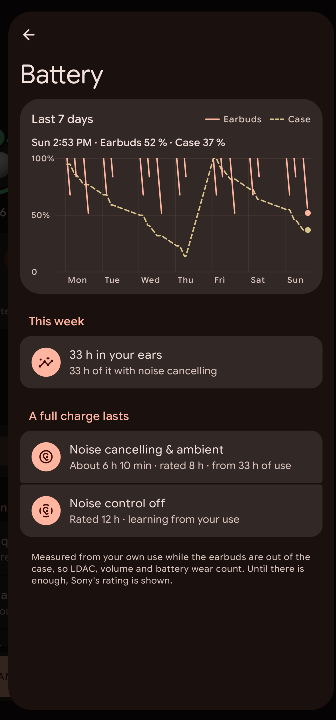 Battery
Last 7 days
Earbuds
Case
Sun 2:53 PM · Earbuds 52 % · Case 37 %
100%
50%
0
Mon Tue Wed Thu Fri Sat Sun
This week
33 h in your ears
33 h of it with noise cancelling
A full charge lasts
Noise cancelling & ambient
About 6 h 10 min · rated 8 h · from 33 h of use
Noise control off
Rated 12 h · learning from your use
Measured from your own use while the earbuds are out of the
case, so LDAC, volume and battery wear count. Until there is
enough, Sony's rating is shown.